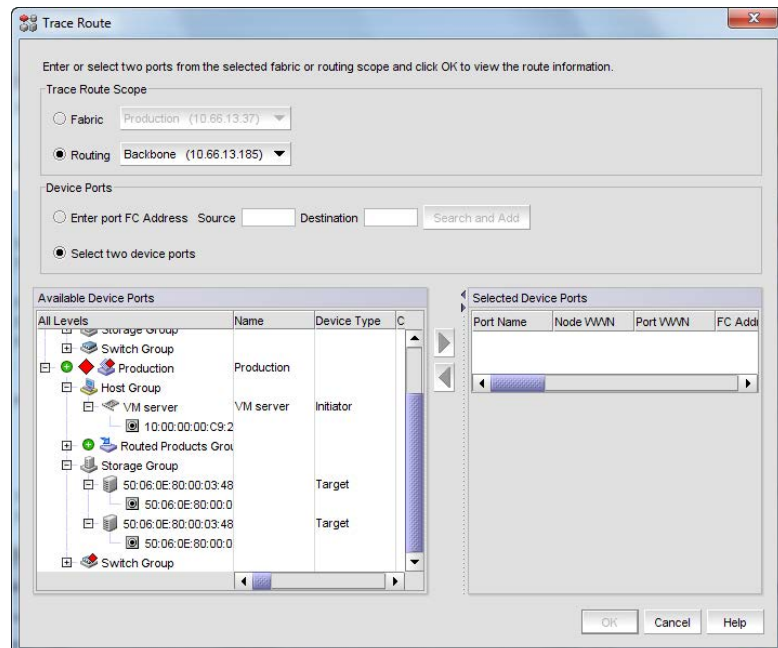 Trace Route
Enter or select two ports from the selected fabric or routing scope and click OK to view the route information.
Trace Route Scope
Fabric Production (10.66.13.37)
Routing Backbone (10.66.13.185)
Device Ports
Enter port FC Address Source Destination Search and Add
Select two device ports
Available Device Ports
All Levels Name Device Type C
Storage Group
Switch Group
Production Production
Host Group
VM server VM server Initiator
10:00:00:00:C9:2
Routed Products Grou
Storage Group
50:06:0E:80:00:03:48 Target
50:06:0E:80:00:0
50:06:0E:80:00:03:48 Target
50:06:0E:80:00:0
Switch Group
Selected Device Ports
Port Name Node WWN Port WWN FC Addr
OK Cancel Help